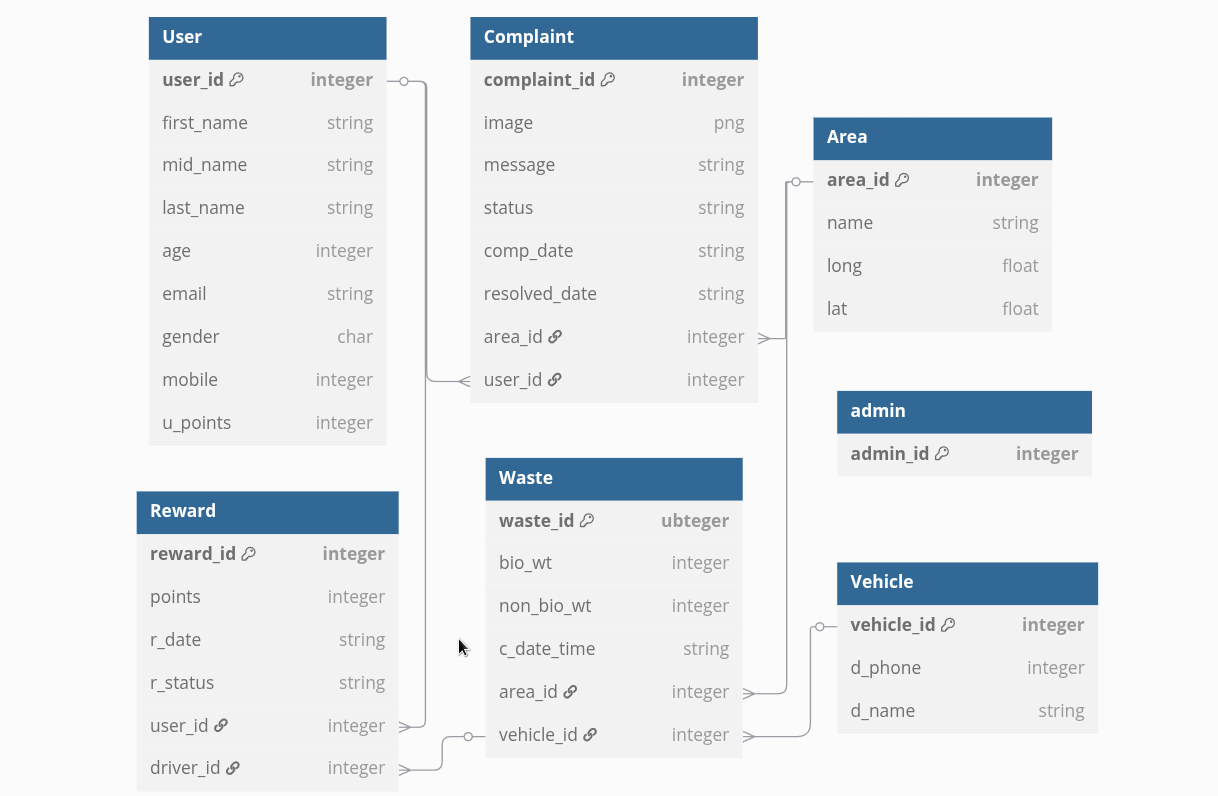 User
user_id integer
first_name string
mid_name string
last_name string
age integer
email string
gender char
mobile integer
u_points integer
Complaint
complaint_id integer
image png
message string
status string
comp_date string
resolved_date string
area_id integer
user_id integer
Area
area_id integer
name string
long float
lat float
admin
admin_id integer
Reward
reward_id integer
points integer
r_date string
r_status string
user_id integer
driver_id integer
Waste
waste_id ubteger
bio_wt integer
non_bio_wt integer
c_date_time string
area_id integer
vehicle_id integer
Vehicle
vehicle_id integer
d_phone integer
d_name string